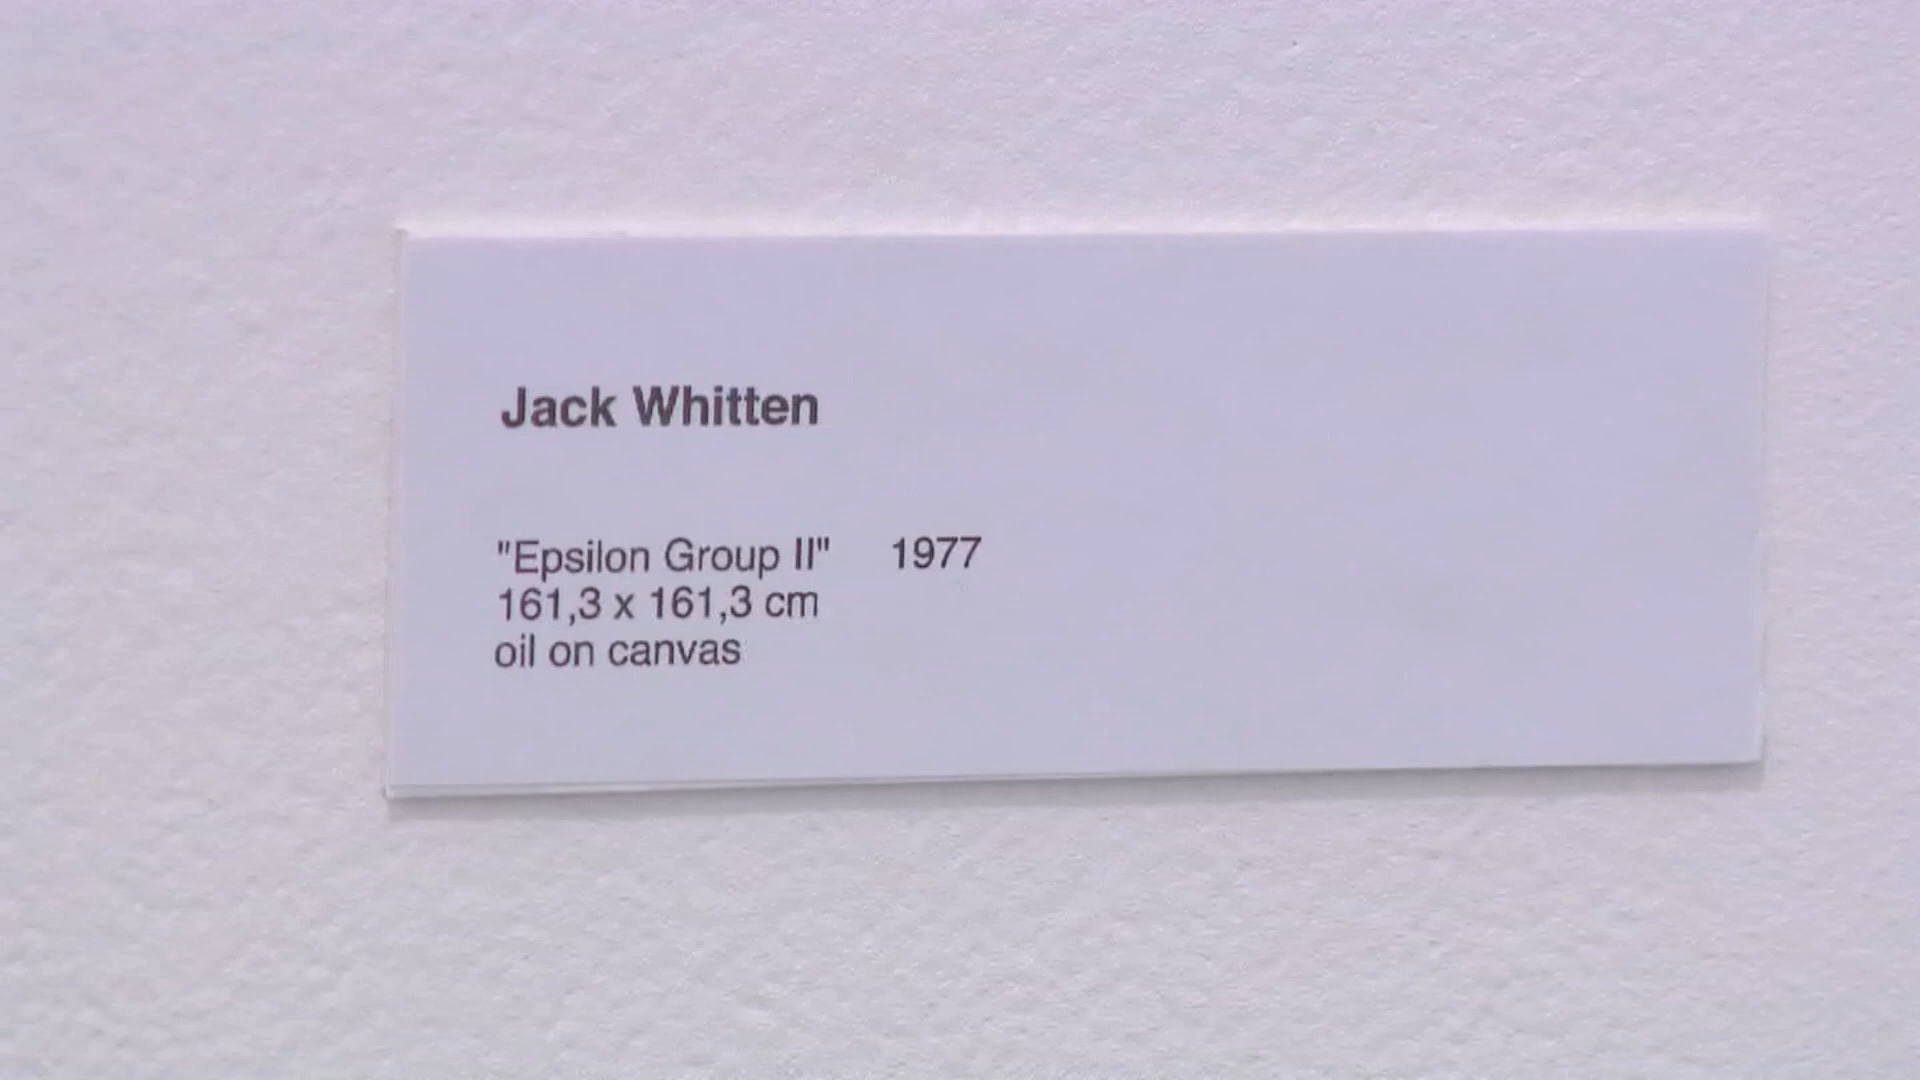 Jack Whitten
"Epsilon Group II" 1977
161,3 x 161,3 cm
oil on canvas